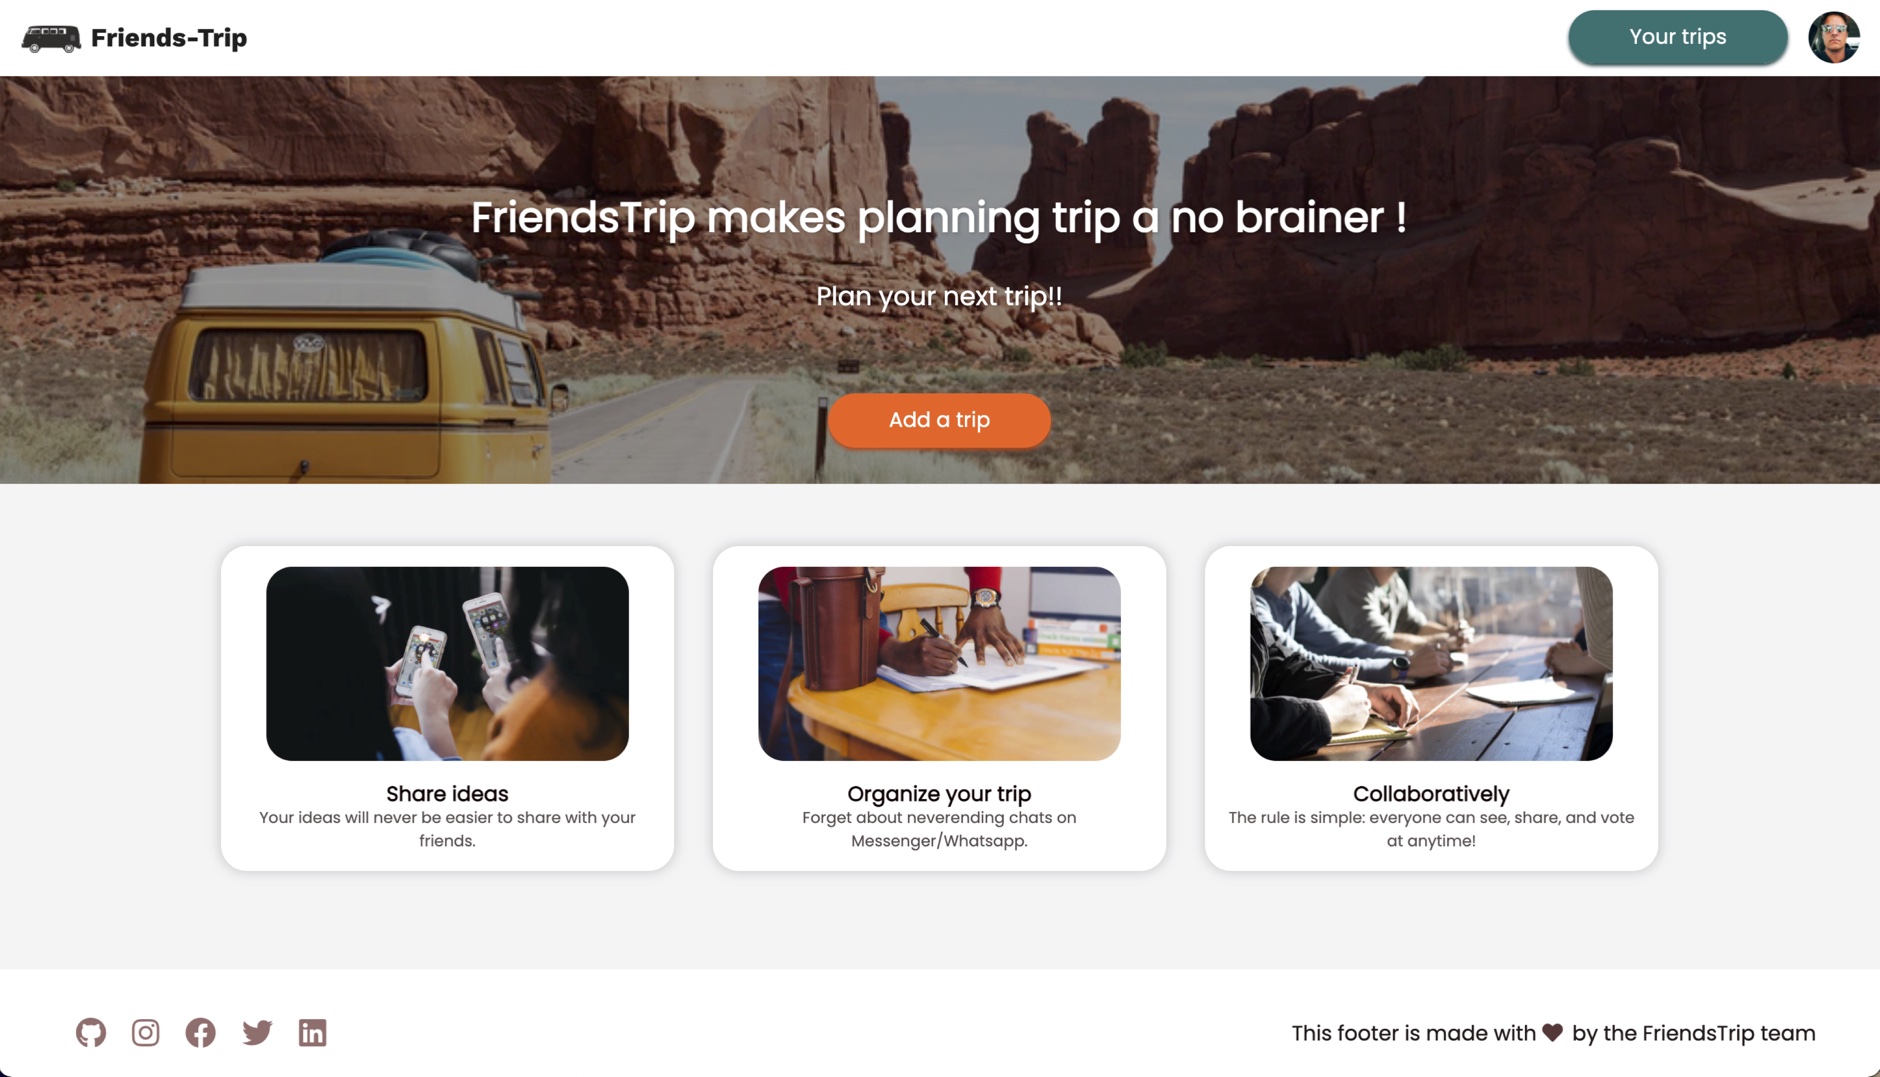 Friends-Trip
Your trips
FriendsTrip makes planning trip a no brainer !
Plan your next trip!!
Add a trip
Share ideas
Your ideas will never be easier to share with your
friends.
Organize your trip
Forget about neverending chats on
Messenger/Whatsapp.
Collaboratively
The rule is simple: everyone can see, share, and vote
at anytime!
This footer is made with by the FriendsTrip team